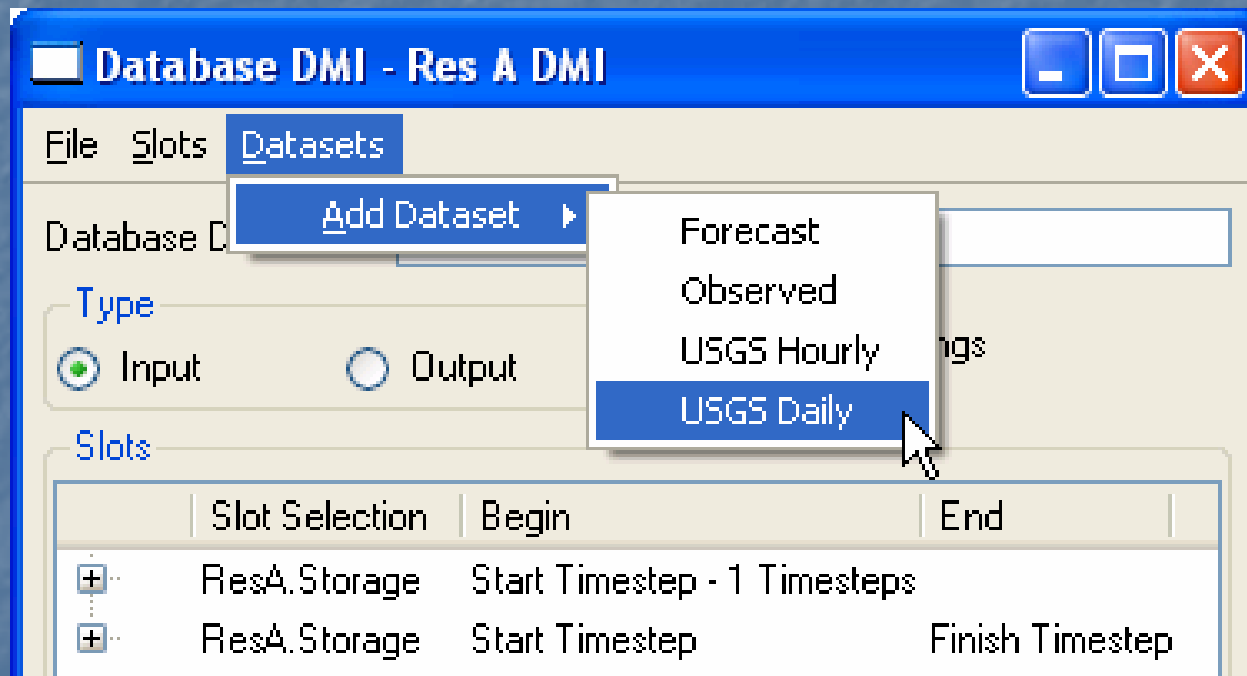 Database DMI - Res A DMI
File Slots Datasets
Add Dataset
Database D
Forecast
Observed
USGS Hourly
USGS Daily
Type
Input Output
ngs
Slots
Slot Selection Begin End
ResA.Storage Start Timestep - 1 Timesteps
ResA.Storage Start Timestep Finish Timestep